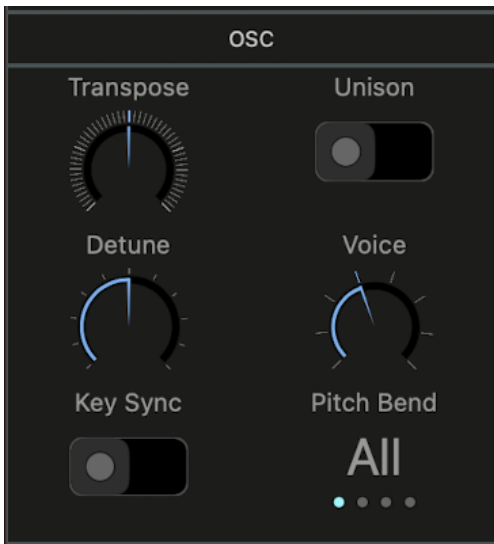 OSC
Transpose
Unison
Detune
Voice
Key Sync
Pitch Bend
All